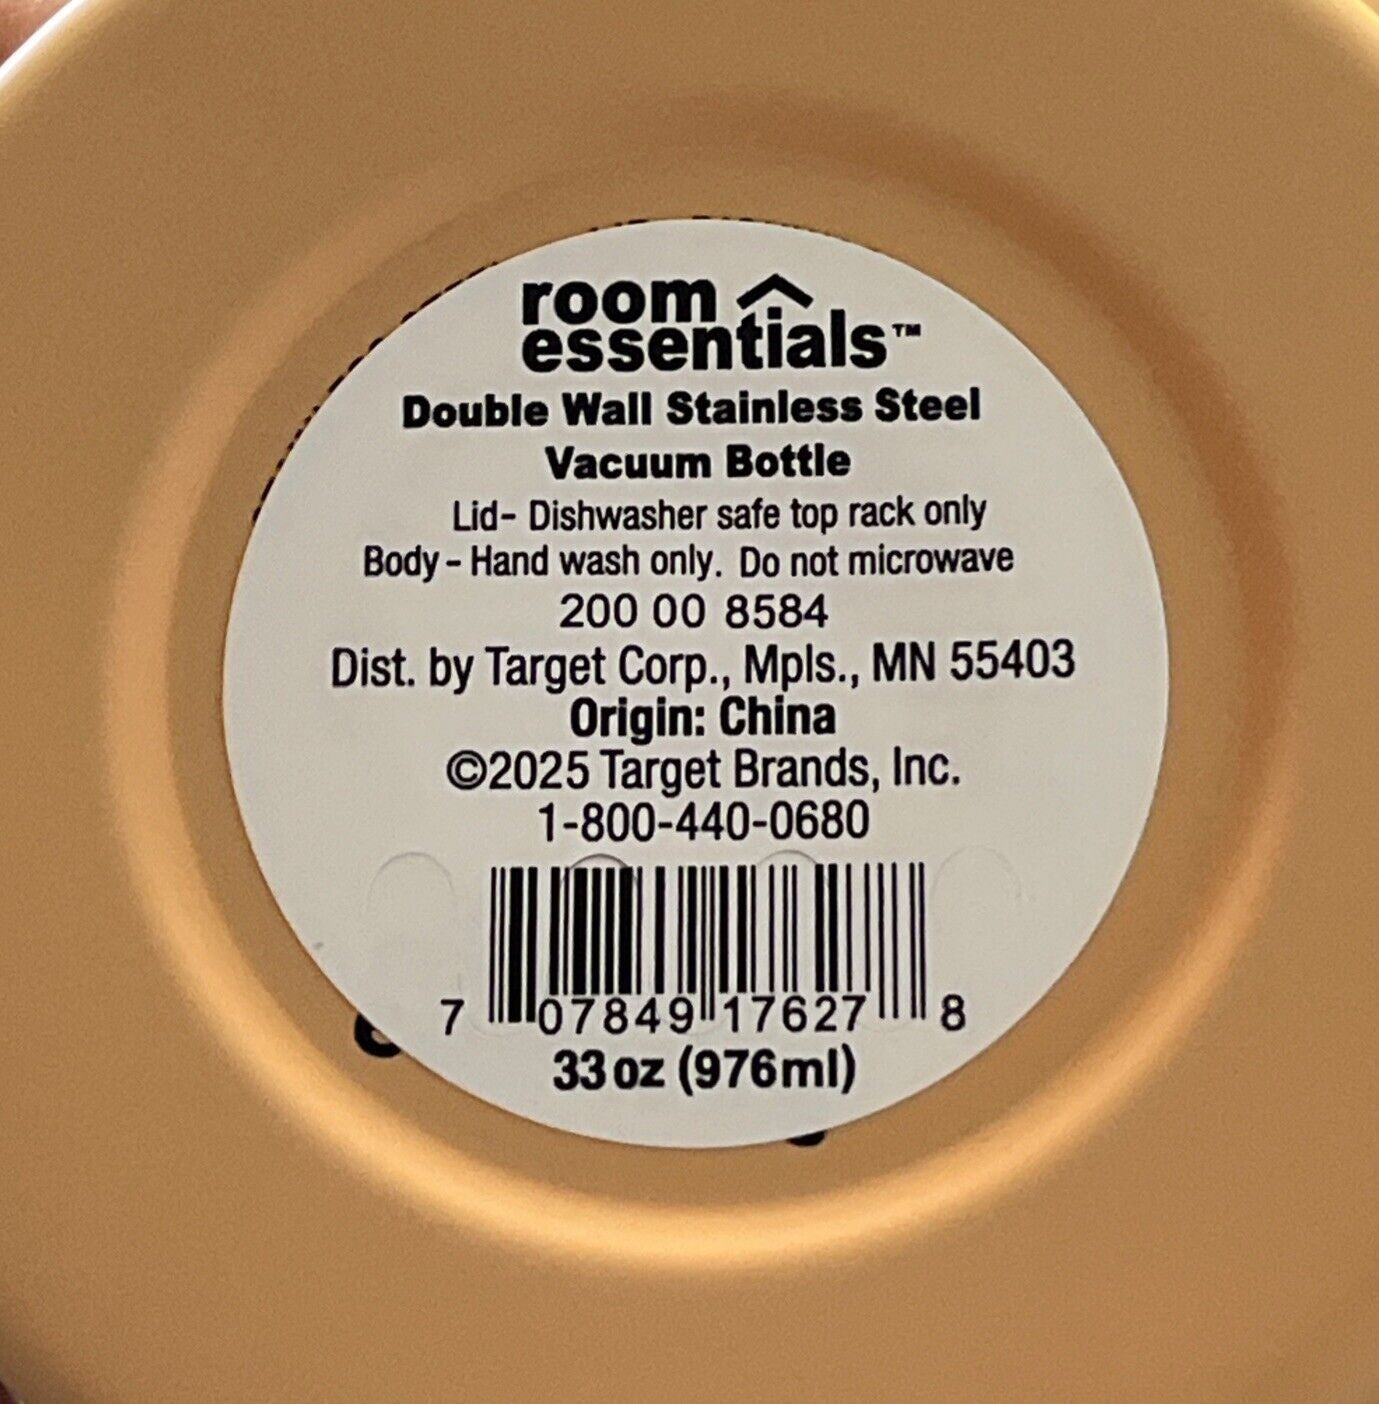 room
essentials™
Double Wall Stainless Steel
Vacuum Bottle
Lid- Dishwasher safe top rack only
Body - Hand wash only. Do not microwave
200 00 8584
Dist. by Target Corp., Mpls., MN 55403
Origin: China
©2025 Target Brands, Inc.
1-800-440-0680
7 07849 17627 8
33 oz (976ml)